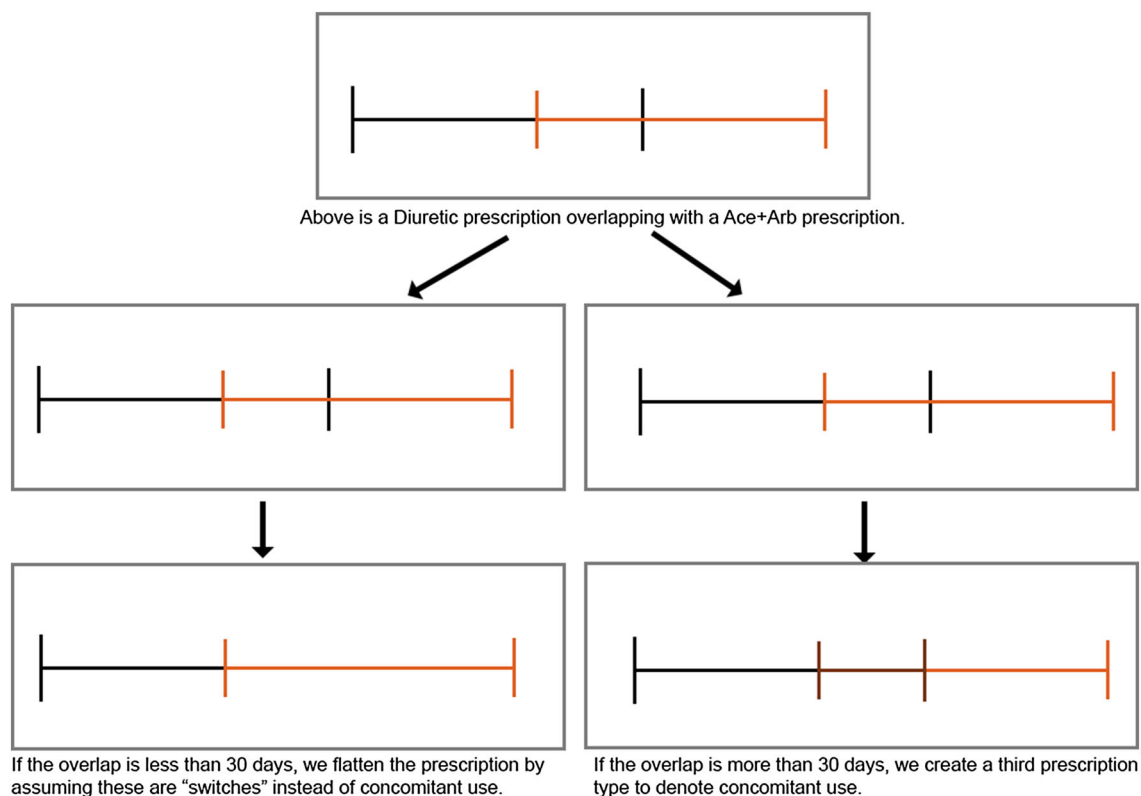 Above is a Diuretic prescription overlapping with a Ace+Arb prescription.
If the overlap is less than 30 days, we flatten the prescription by
assuming these are “switches” instead of concomitant use.
If the overlap is more than 30 days, we create a third prescription
type to denote concomitant use.